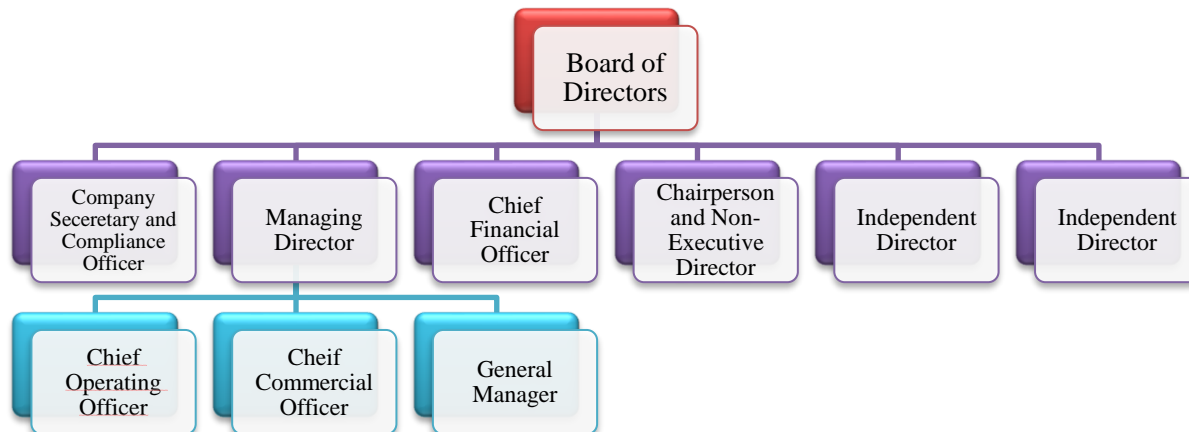 Board of
Directors
Company
Seceretary and
Compliance
Officer
Managing
Director
Chief
Financial
Officer
Chairperson
and Non-
Executive
Director
Independent
Director
Independent
Director
Chief
Operating
Officer
Cheif
Commercial
Officer
General
Manager